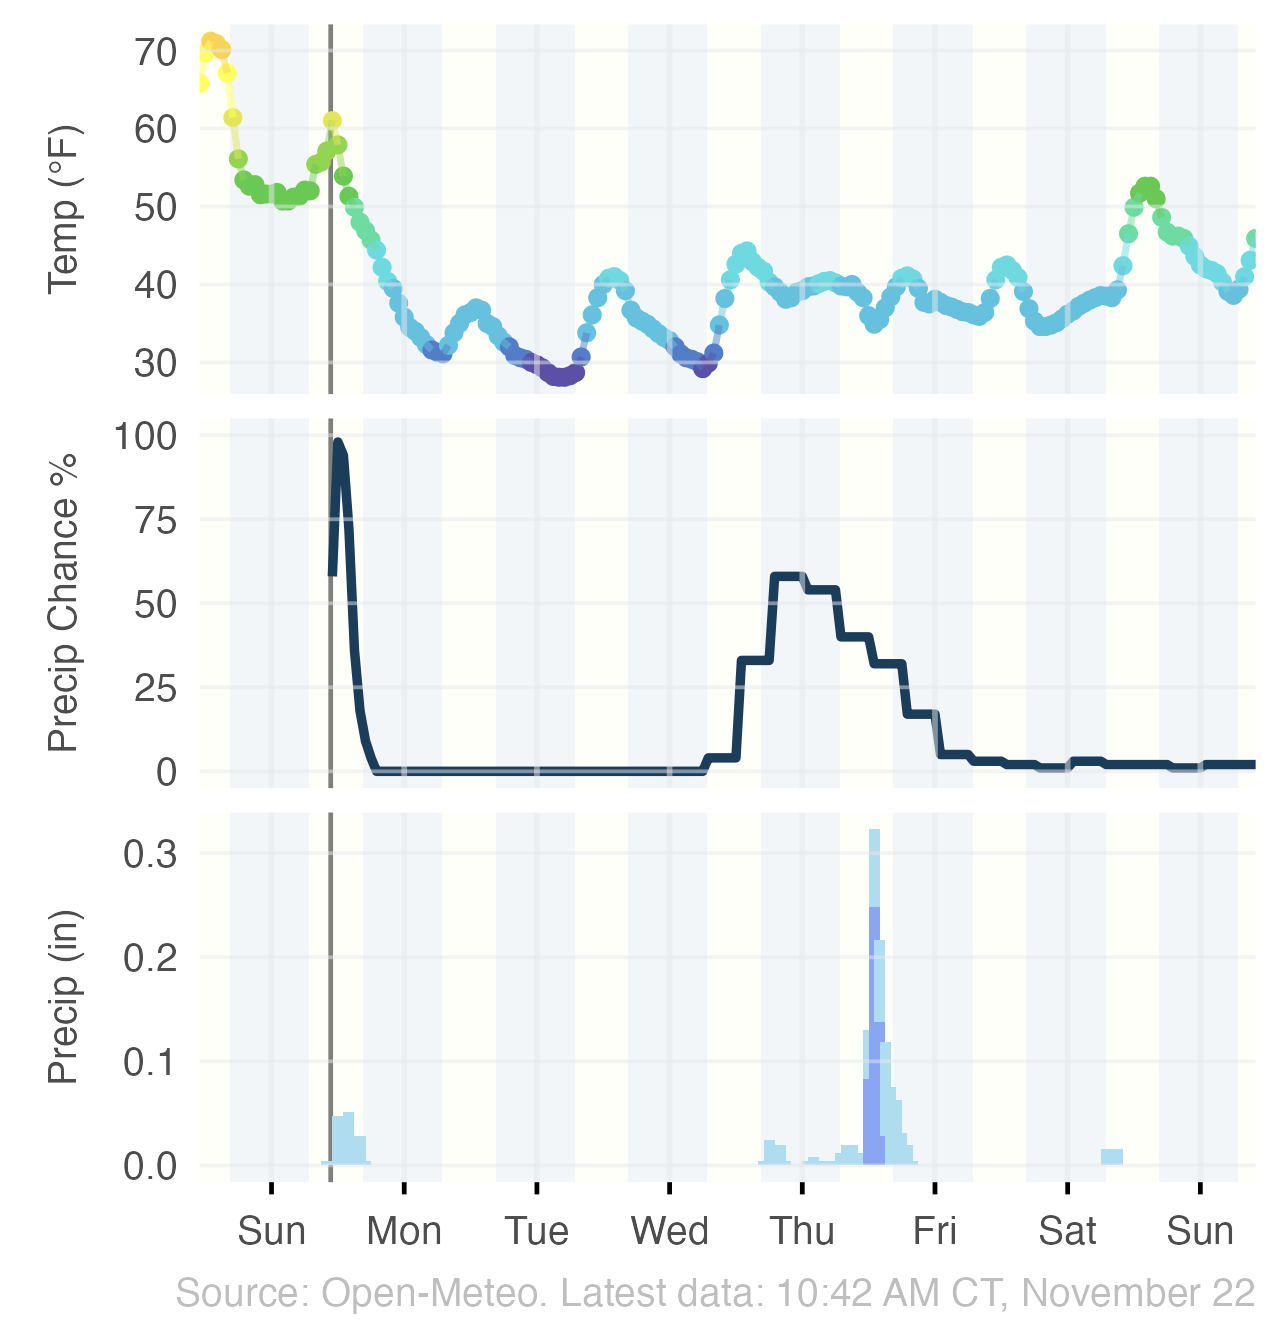 Temp (°F)
70
60
50
40
30
Precip Chance %
100
75
50
25
0
Precip (in)
0.3
0.2
0.1
0.0
Sun Mon Tue Wed Thu Fri Sat Sun
Source: Open-Meteo. Latest data: 10:42 AM CT, November 22